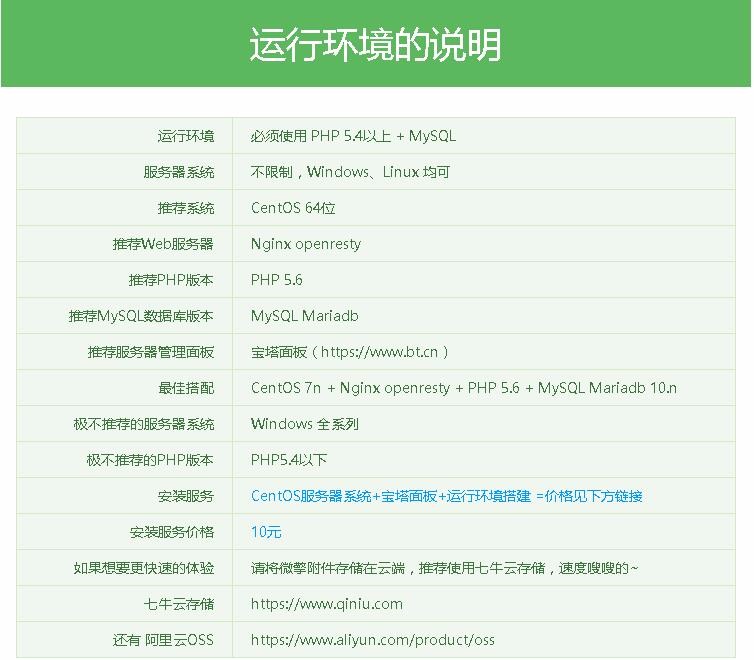 运行环境的说明
运行环境 必须使用 PHP 5.4以上 + MySQL
服务器系统 不限制，Windows、Linux 均可
推荐系统 CentOS 64位
推荐Web服务器 Nginx openresty
推荐PHP版本 PHP 5.6
推荐MySQL数据库版本 MySQL Mariadb
推荐服务器管理面板 宝塔面板（https://www.bt.cn）
最佳搭配 CentOS 7n + Nginx openresty + PHP 5.6 + MySQL Mariadb 10.n
极不推荐的服务器系统 Windows 全系列
极不推荐的PHP版本 PHP5.4以下
安装服务 CentOS服务器系统+宝塔面板+运行环境搭建 =价格见下方链接
安装服务价格 10元
如果想要更快速的体验 请将微擎附件存储在云端，推荐使用七牛云存储，速度嗖嗖的~
七牛云存储 https://www.qiniu.com
还有 阿里云OSS https://www.aliyun.com/product/oss